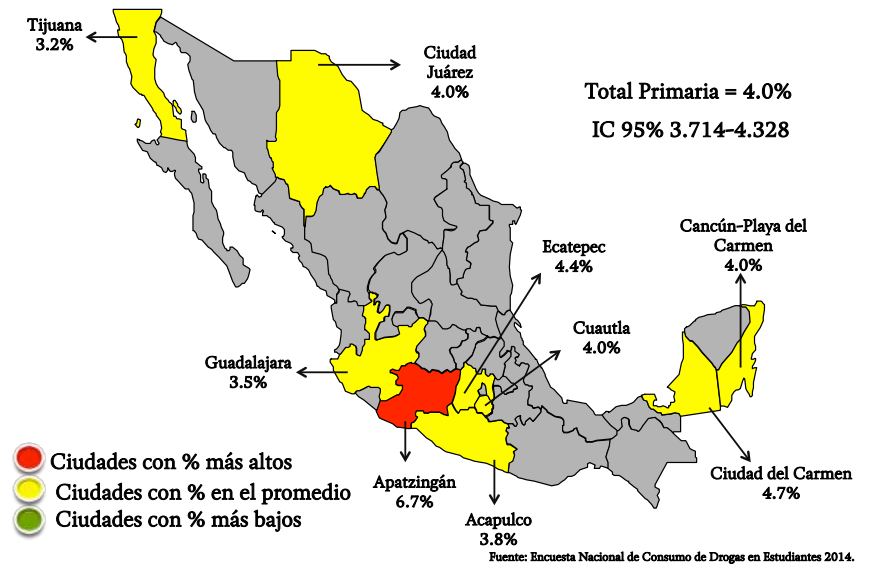 Tijuana
3.2%
Ciudad
Juárez
4.0%
Total Primaria = 4.0%
IC 95% 3.714-4.328
Cancún-Playa del
Carmen
4.0%
Ecatepec
4.4%
Cuautla
4.0%
Guadalajara
3.5%
Ciudades con % más altos
Ciudades con % en el promedio
Ciudades con % más bajos
Apatzingán
6.7%
Acapulco
3.8%
Ciudad del Carmen
4.7%
Fuente: Encuesta Nacional de Consumo de Drogas en Estudiantes 2014.